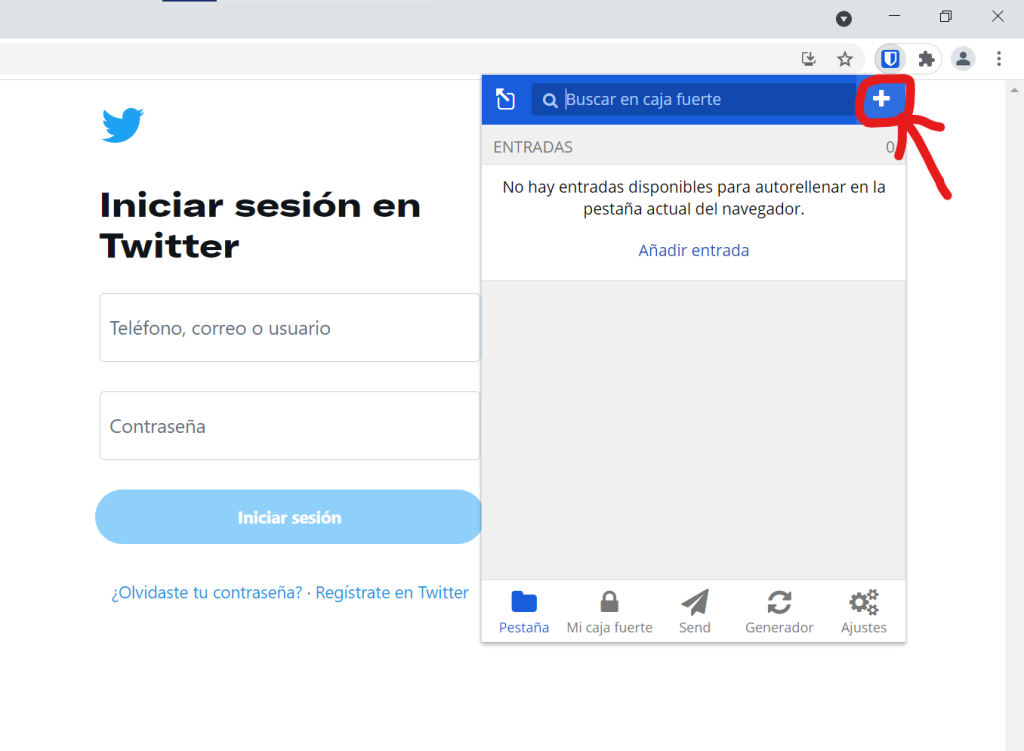 Buscar en caja fuerte
ENTRADAS 0
No hay entradas disponibles para autorellenar en la
pestaña actual del navegador.
Añadir entrada
Iniciar sesión en
Twitter
Teléfono, correo o usuario
Contraseña
Iniciar sesión
¿Olvidaste tu contraseña? · Regístrate en Twitter
Pestaña Mi caja fuerte Send Generador Ajustes